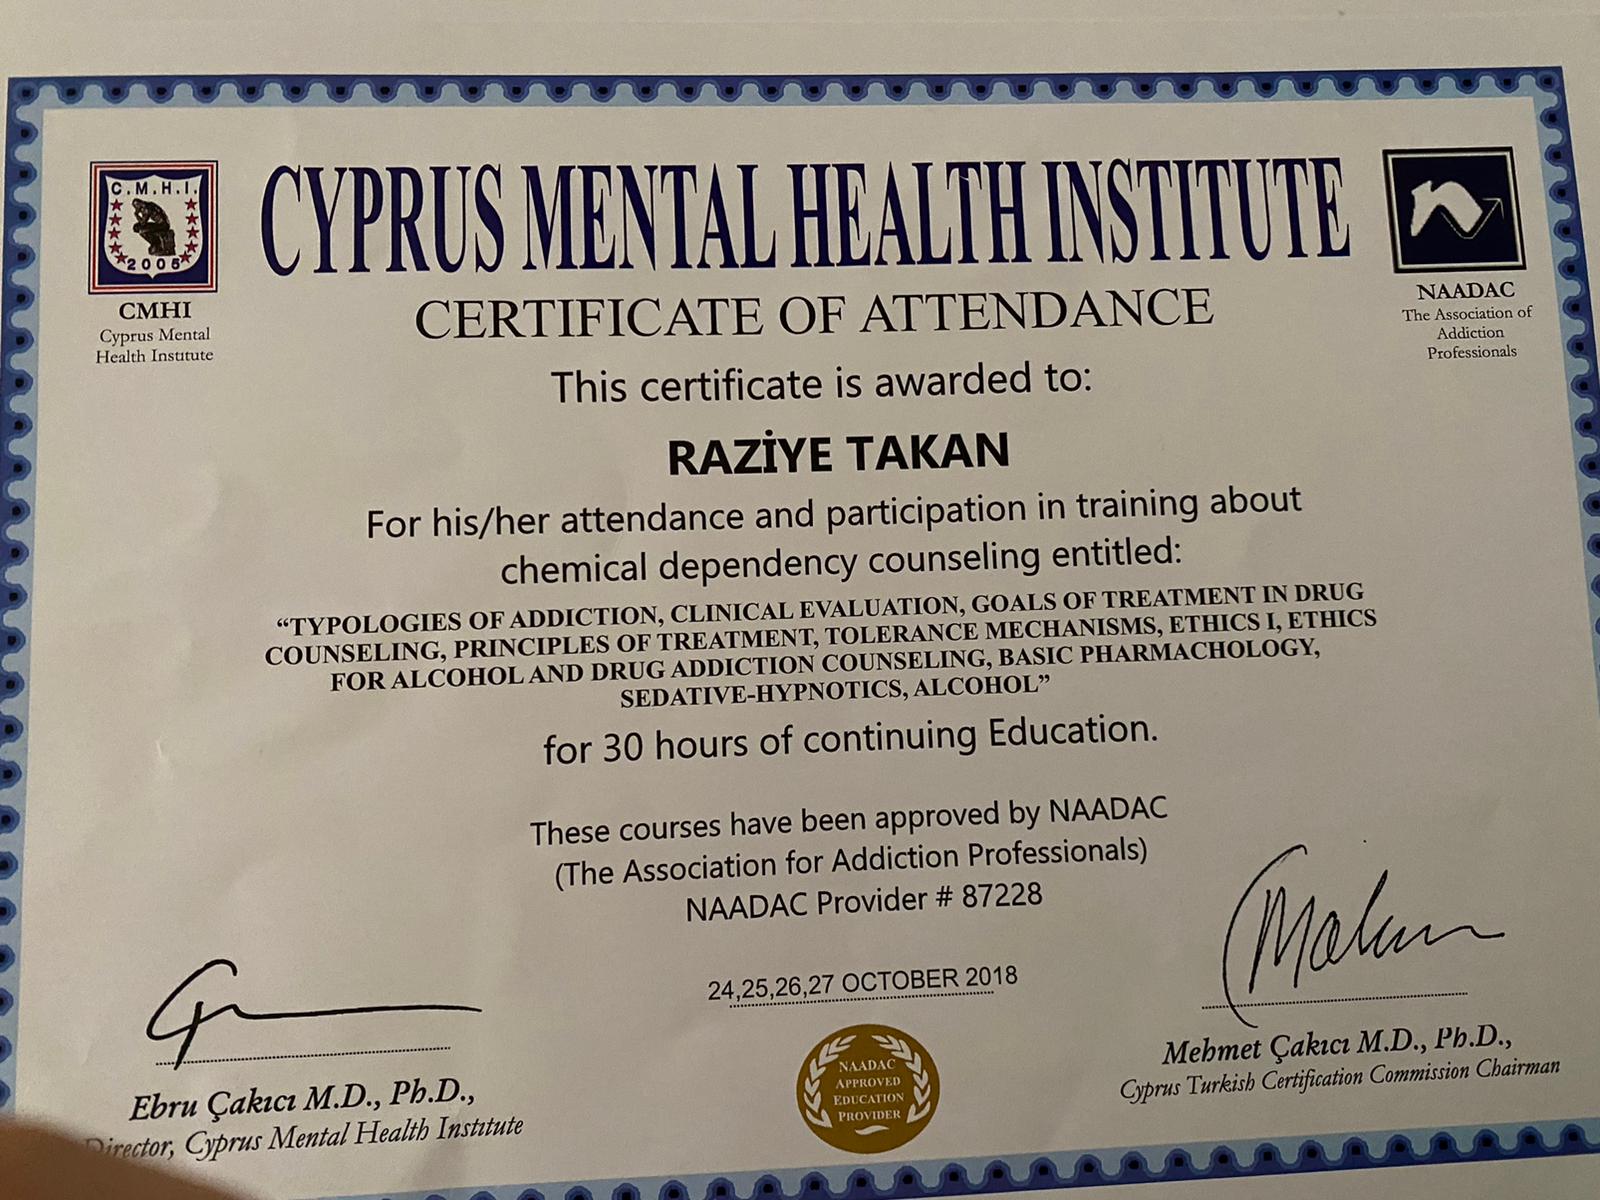 C.M.H.I.
2005
CMHI
Cyprus Mental
Health Institute
CYPRUS MENTAL HEALTH INSTITUTE
NAADAC
The Association of
Addiction
Professionals
CERTIFICATE OF ATTENDANCE
This certificate is awarded to:
RAZİYE TAKAN
For his/her attendance and participation in training about
chemical dependency counseling entitled:
“TYPOLOGIES OF ADDICTION, CLINICAL EVALUATION, GOALS OF TREATMENT IN DRUG
COUNSELING, PRINCIPLES OF TREATMENT, TOLERANCE MECHANISMS, ETHICS I, ETHICS
FOR ALCOHOL AND DRUG ADDICTION COUNSELING, BASIC PHARMACHOLOGY,
SEDATIVE-HYPNOTICS, ALCOHOL”
for 30 hours of continuing Education.
These courses have been approved by NAADAC
(The Association for Addiction Professionals)
NAADAC Provider # 87228
24,25,26,27 OCTOBER 2018
Ebru Çakıcı M.D., Ph.D.,
Director, Cyprus Mental Health Institute
NAADAC
APPROVED
EDUCATION
PROVIDER
Mehmet Çakıcı M.D., Ph.D.,
Cyprus Turkish Certification Commission Chairman